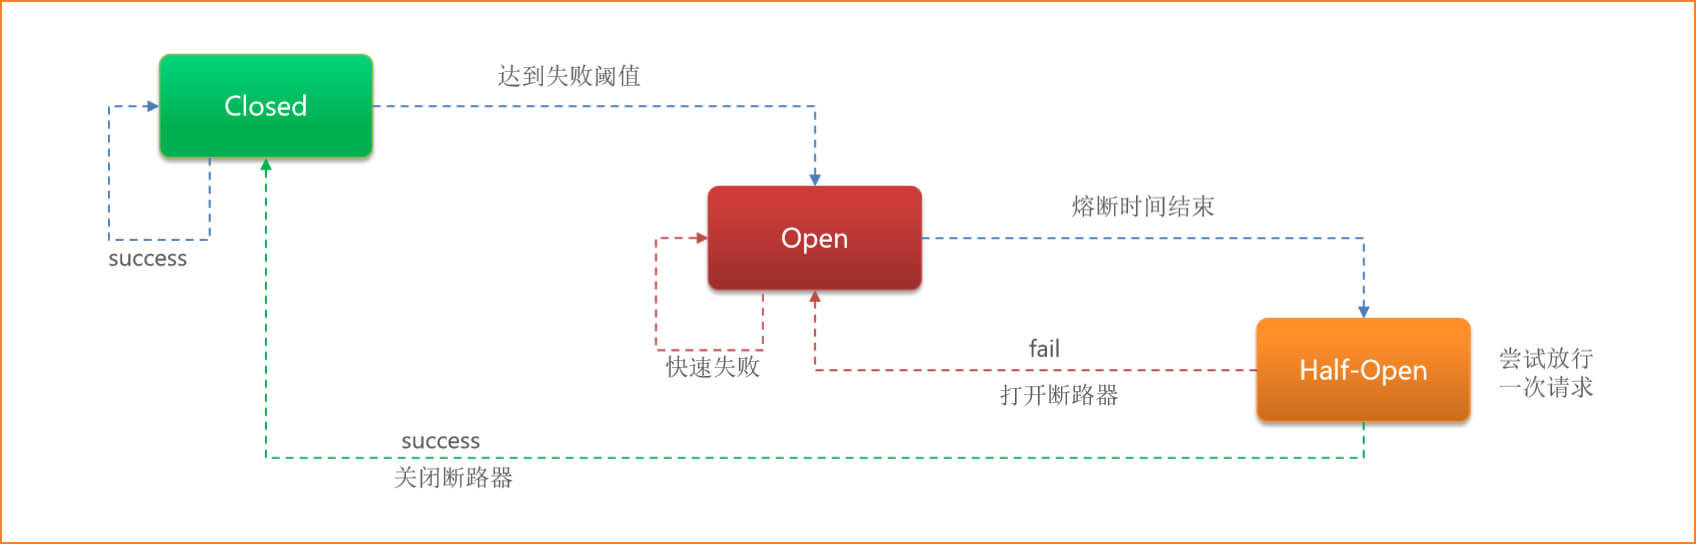 达到失败阈值
Closed
熔断时间结束
Open
success
fail
尝试放行
一次请求
Half-Open
快速失败
打开断路器
success
关闭断路器